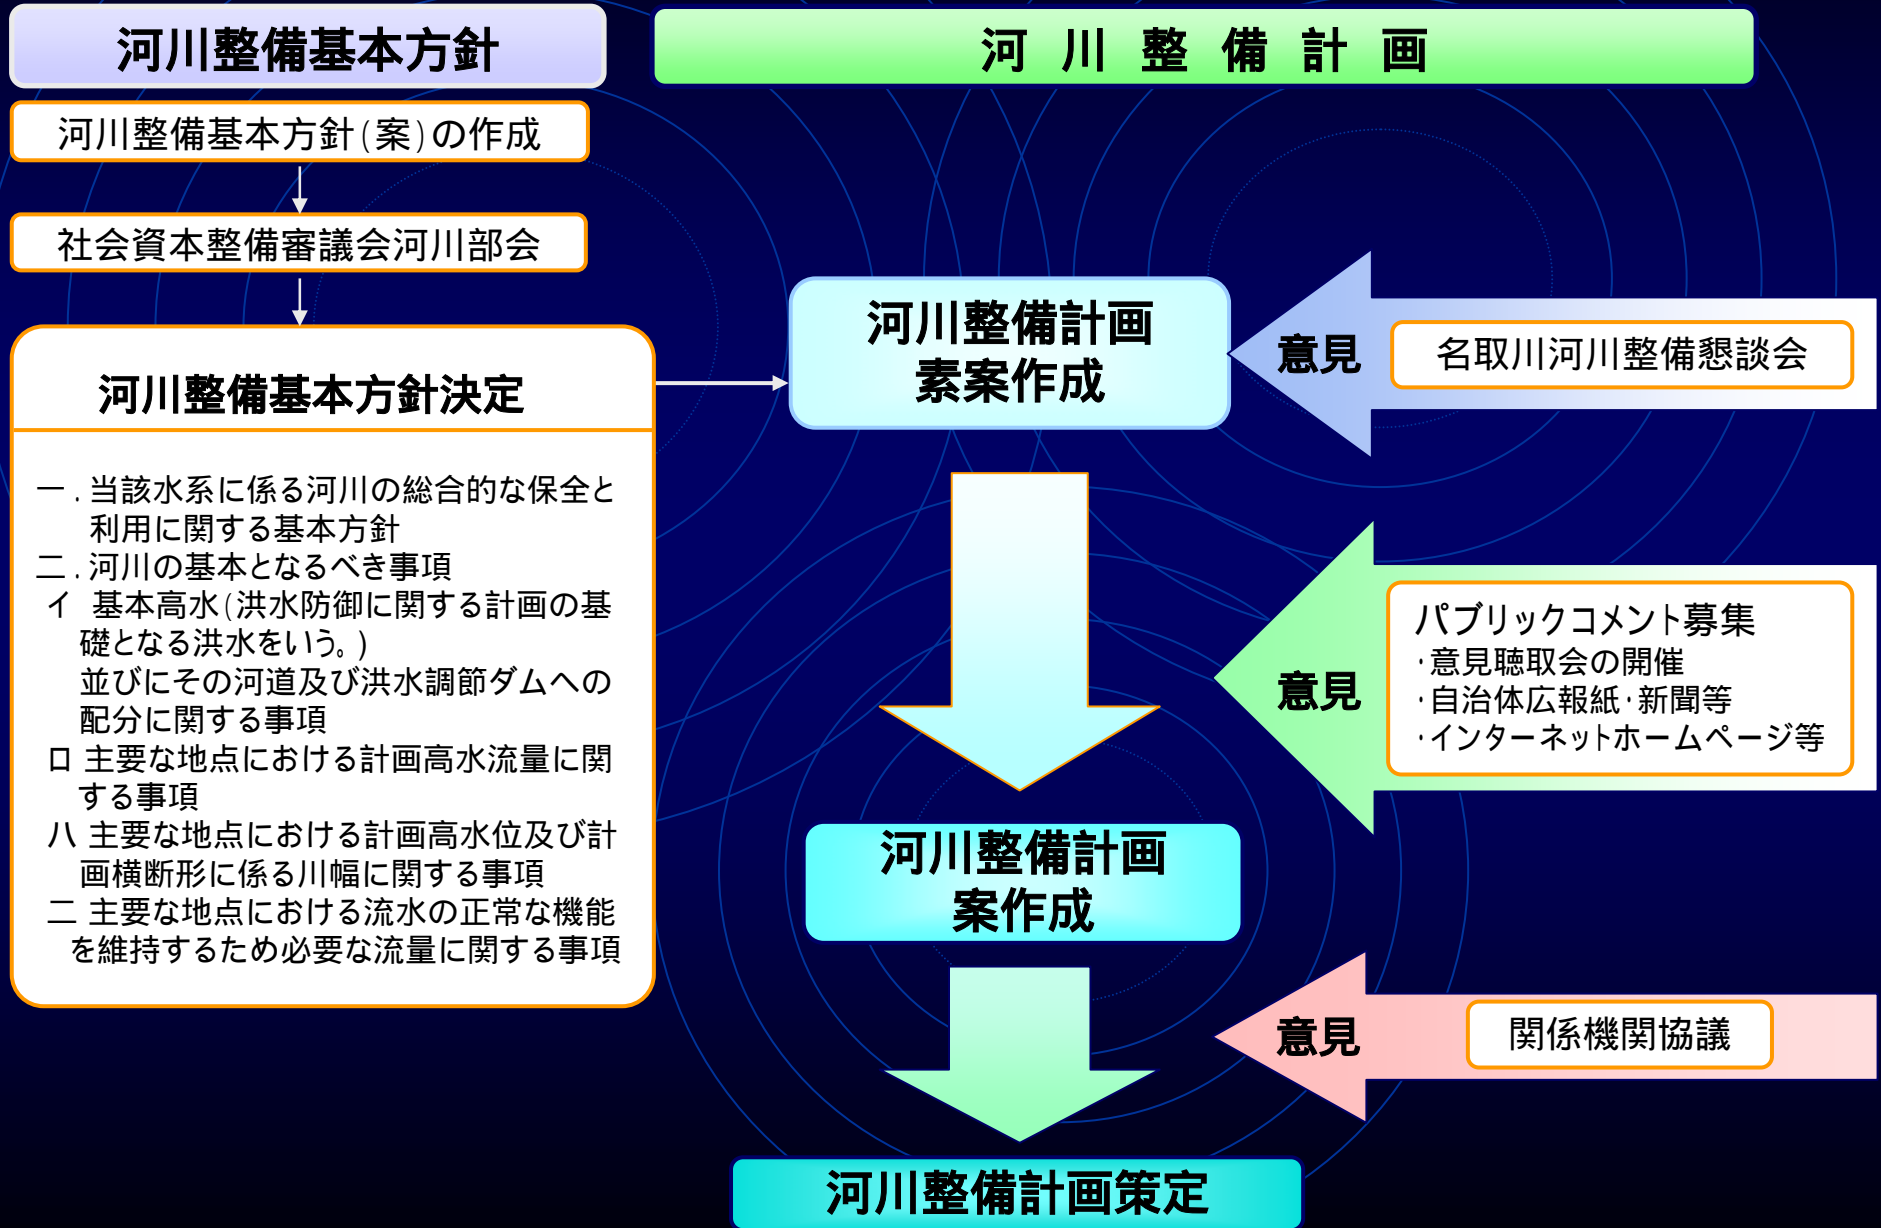 河川整備基本方針
河川整備計画
河川整備基本方針(案)の作成
社会資本整備審議会河川部会
河川整備基本方針決定
一．当該水系に係る河川の総合的な保全と
利用に関する基本方針
二．河川の基本となるべき事項
イ 基本高水(洪水防御に関する計画の基
礎となる洪水をいう。)
並びにその河道及び洪水調節ダムへの
配分に関する事項
ロ 主要な地点における計画高水流量に関
する事項
ハ 主要な地点における計画高水位及び計
画横断形に係る川幅に関する事項
ニ 主要な地点における流水の正常な機能
を維持するため必要な流量に関する事項
河川整備計画
素案作成
意見
名取川河川整備懇談会
意見
パブリックコメント募集
・意見聴取会の開催
・自治体広報紙・新聞等
・インターネットホームページ等
河川整備計画
案作成
意見
関係機関協議
河川整備計画策定